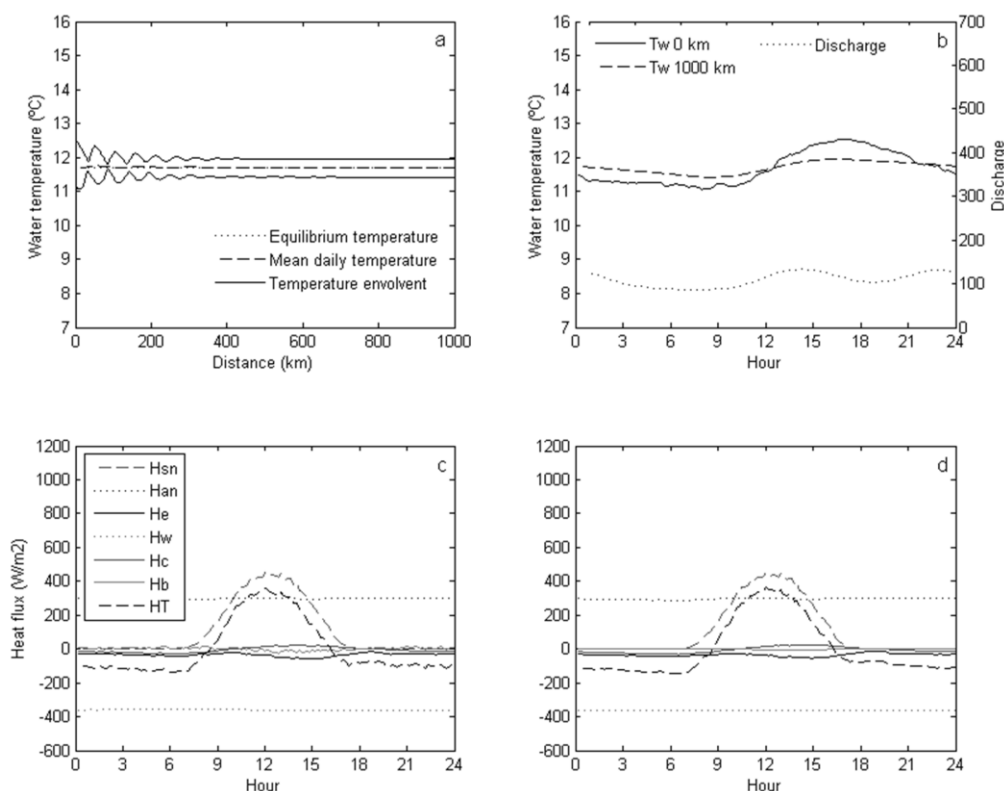 a
16
15
14
13
12
11
10
9
8
7
Water temperature (ºC)
Equilibrium temperature
Mean daily temperature
Temperature envolvent
0 200 400 600 800 1000
Distance (km)
b
16
15
14
13
12
11
10
9
8
7
Water temperature (ºC)
Tw 0 km
Tw 1000 km
Discharge
700
600
500
400
300
200
100
0
Discharge
0 3 6 9 12 15 18 21 24
Hour
c
1200
1000
800
600
400
200
0
-200
-400
-600
Heat flux (W/m2)
Hsn
Han
He
Hw
Hc
Hb
HT
0 3 6 9 12 15 18 21 24
Hour
d
1200
1000
800
600
400
200
0
-200
-400
-600
0 3 6 9 12 15 18 21 24
Hour